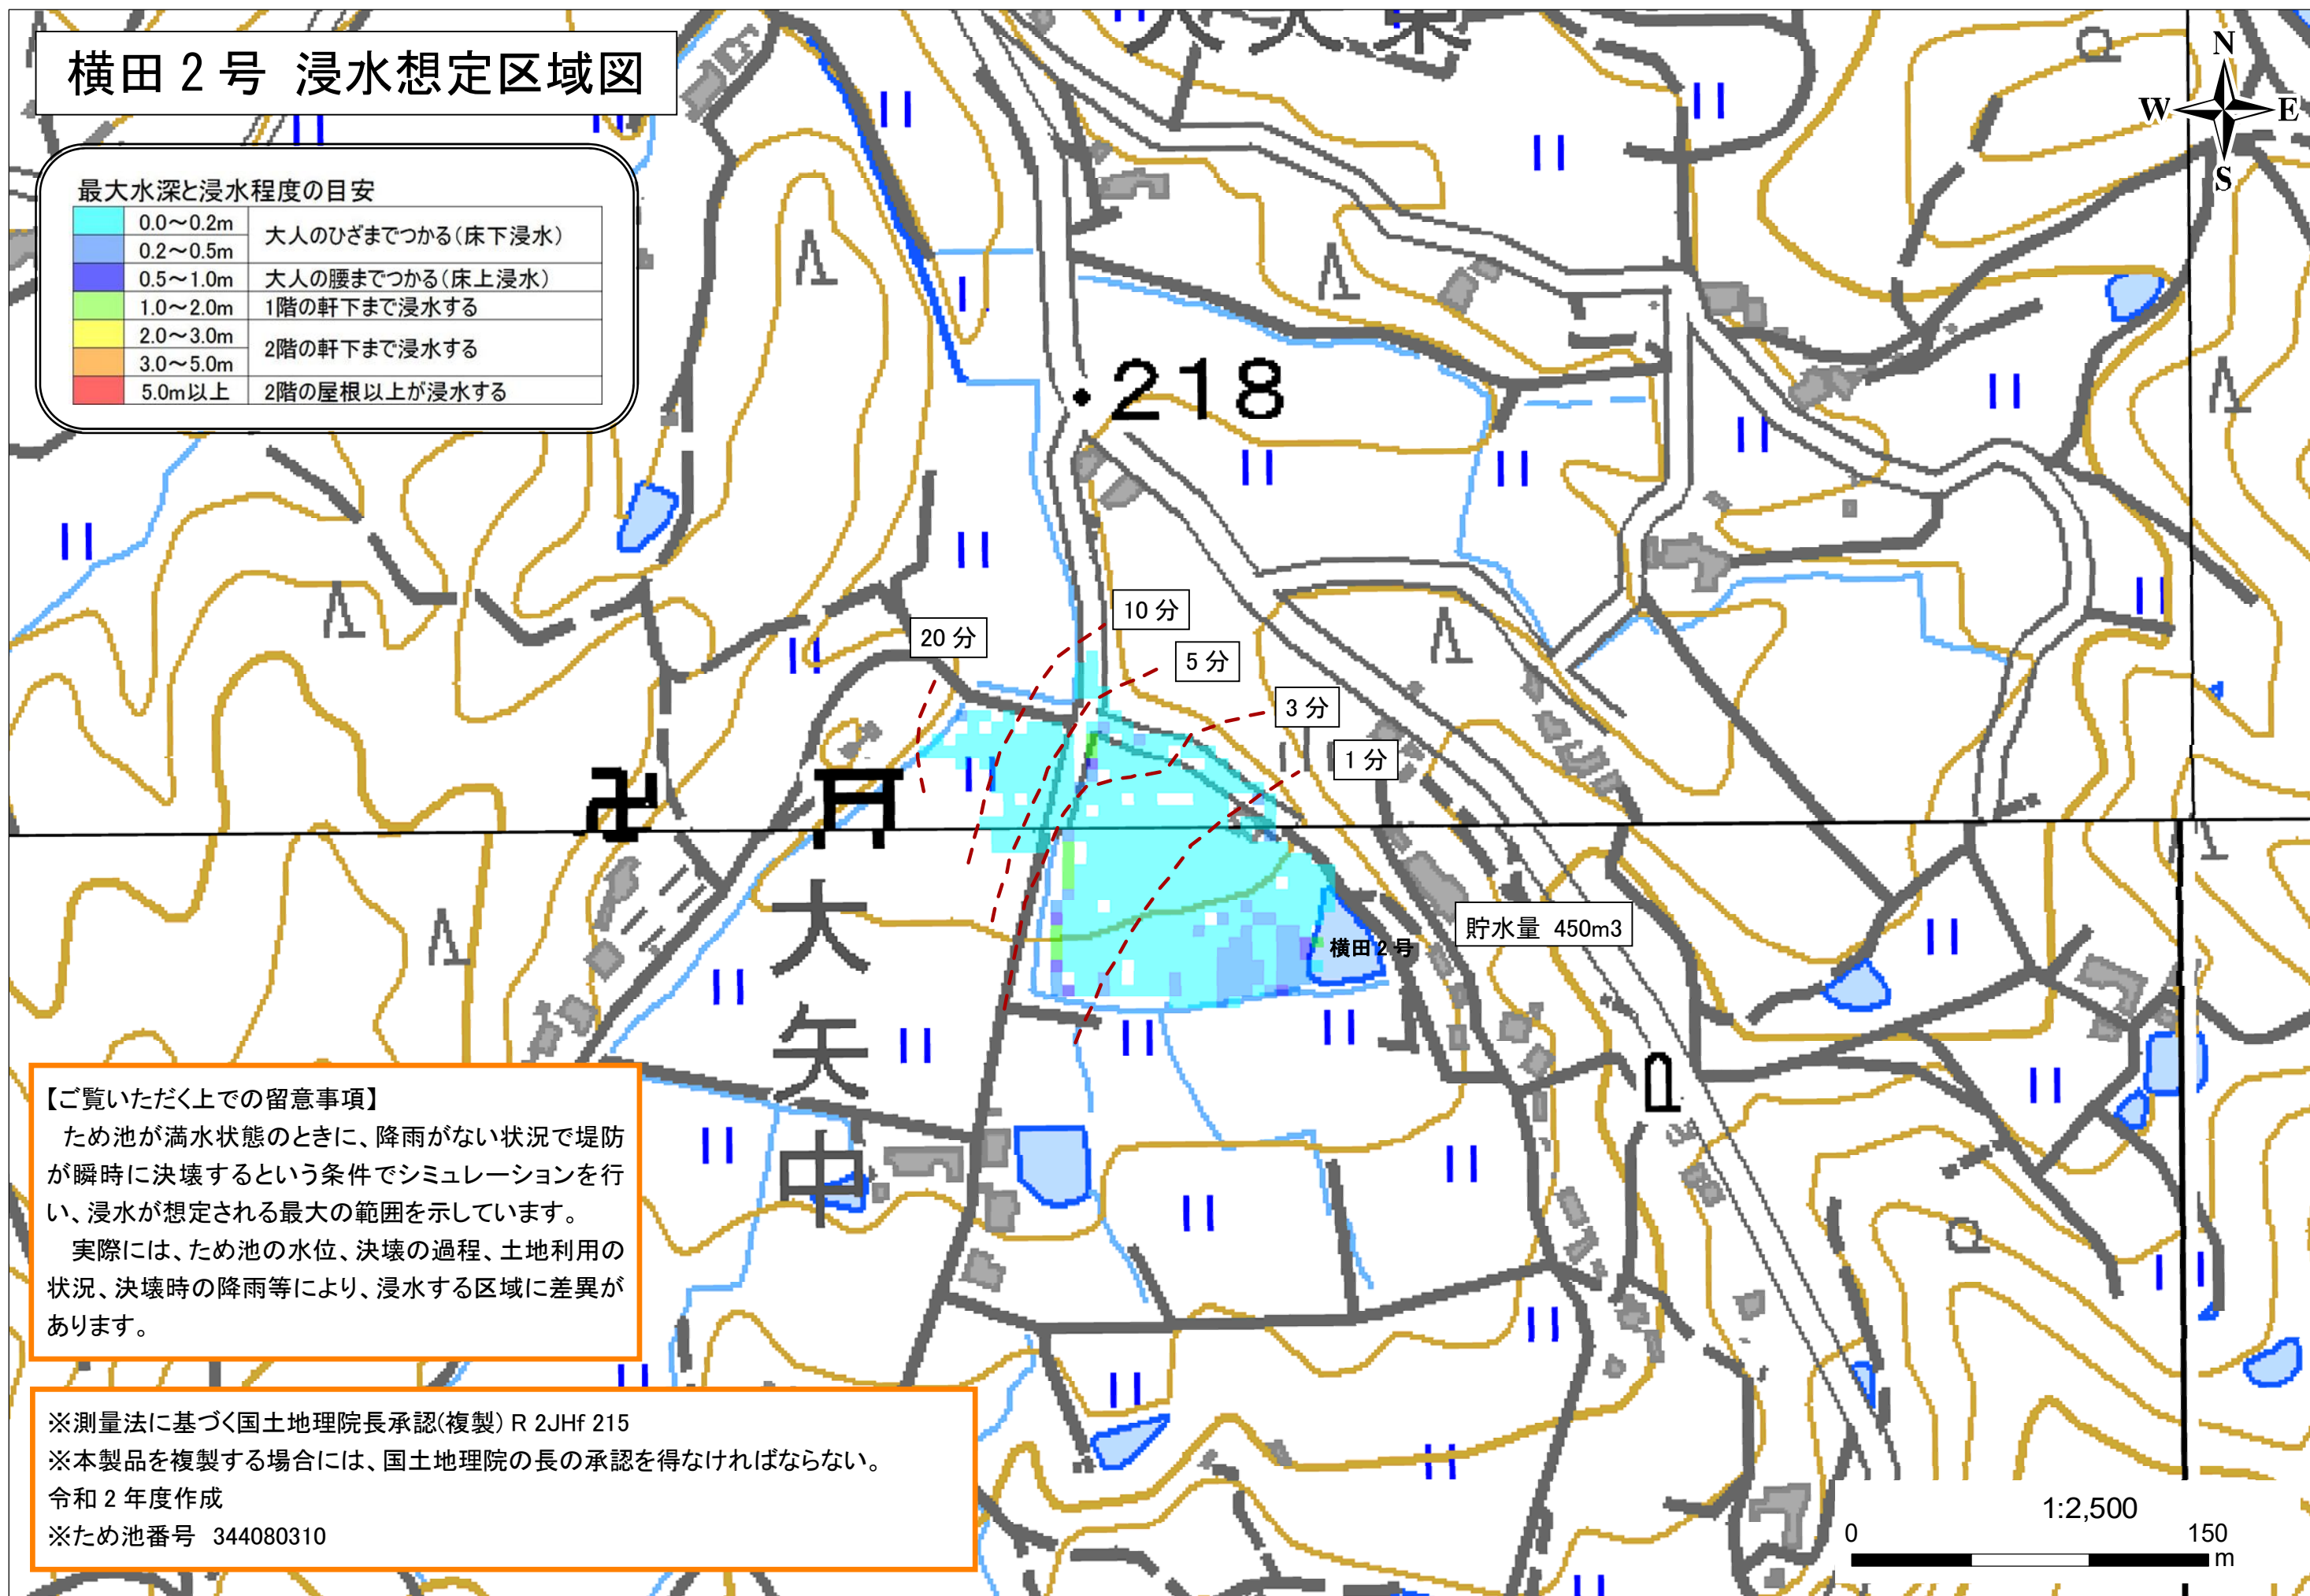 横田２号 浸水想定区域図
N
W
E
S
最大水深と浸水程度の目安
0.0～0.2m
大人のひざまでつかる（床下浸水）
0.2～0.5m
0.5～1.0m
大人の腰までつかる（床上浸水）
1.0～2.0m
1階の軒下まで浸水する
2.0～3.0m
2階の軒下まで浸水する
3.0～5.0m
5.0m以上
2階の屋根以上が浸水する
218
10 分
20 分
5 分
3 分
1 分
貯水量 450m3
横田２号
大矢中
【ご覧いただく上での留意事項】
ため池が満水状態のときに、降雨がない状況で堤防
が瞬時に決壊するという条件でシミュレーションを行
い、浸水が想定される最大の範囲を示しています。
実際には、ため池の水位、決壊の過程、土地利用の
状況、決壊時の降雨等により、浸水する区域に差異が
あります。
※測量法に基づく国土地理院長承認(複製) R 2JHf 215
※本製品を複製する場合には、国土地理院の長の承認を得なければならない。
令和２年度作成
※ため池番号 344080310
1:2,500
0
150
m